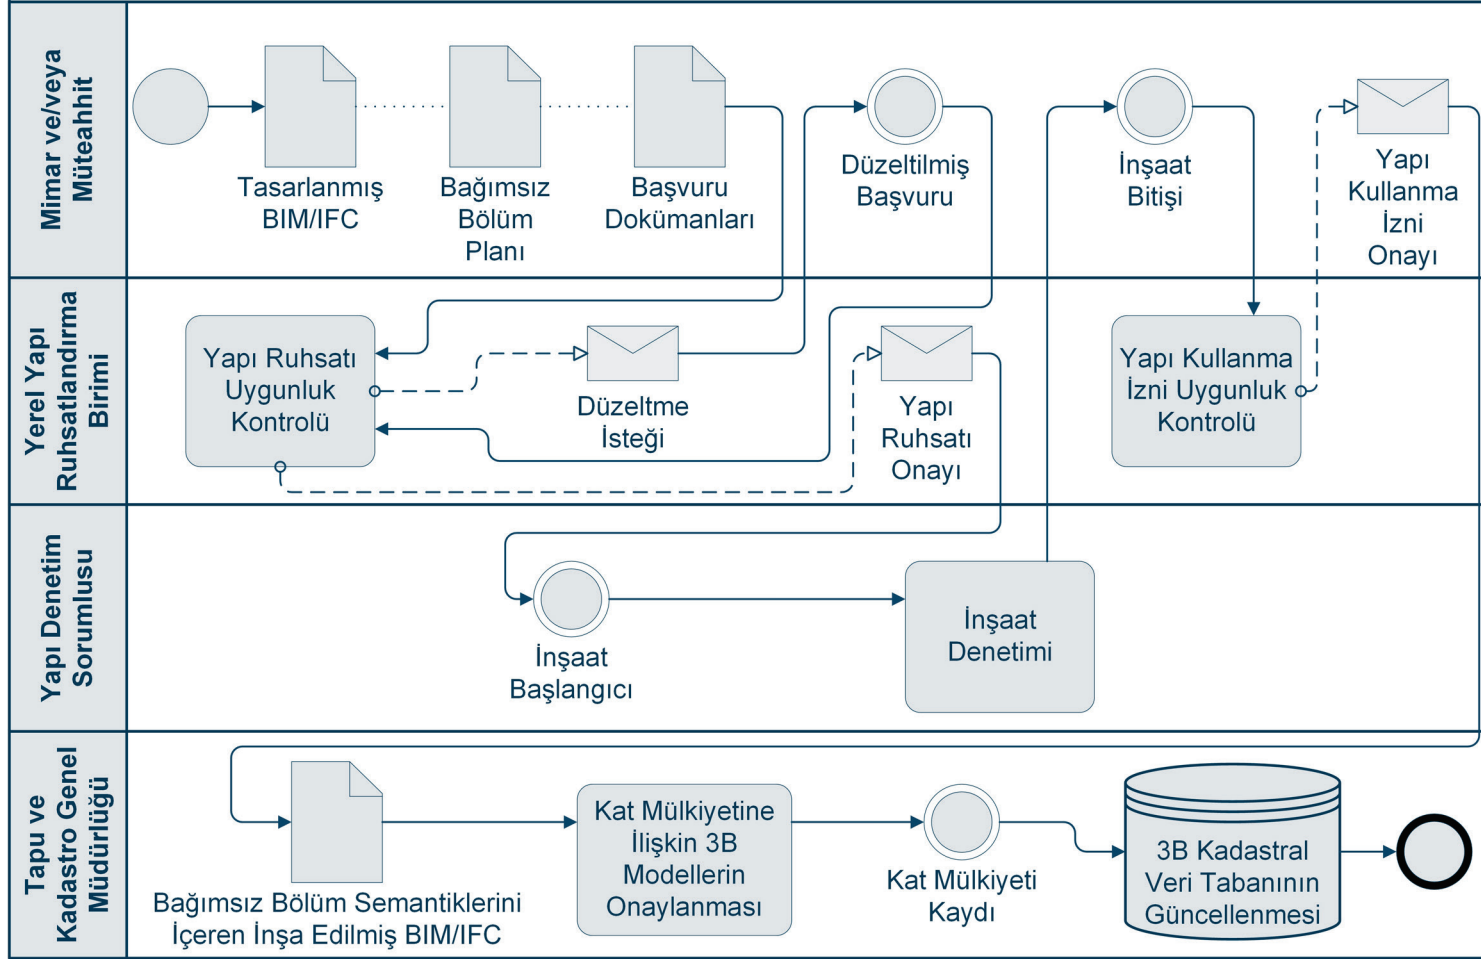 Mimar ve/veya
Müteahhit
Tasarlanmış
BIM/IFC
Bağımsız
Bölüm
Planı
Başvuru
Dokümanları
Düzeltilmiş
Başvuru
İnşaat
Bitişi
Yapı
Kullanma
İzni
Onayı
Yerel Yapı
Ruhsatlandırma
Birimi
Yapı Ruhsatı
Uygunluk
Kontrolü
Düzeltme
İsteği
Yapı
Ruhsatı
Onayı
Yapı Kullanma
İzni Uygunluk
Kontrolü
Yapı Denetim
Sorumlusu
İnşaat
Başlangıcı
İnşaat
Denetimi
Tapu ve
Kadastro Genel
Müdürlüğü
Bağımsız Bölüm Semantiklerini
İçeren İnşa Edilmiş BIM/IFC
Kat Mülkiyetine
İlişkin 3B
Modellerin
Onaylanması
Kat Mülkiyeti
Kaydı
3B Kadastral
Veri Tabanının
Güncellenmesi